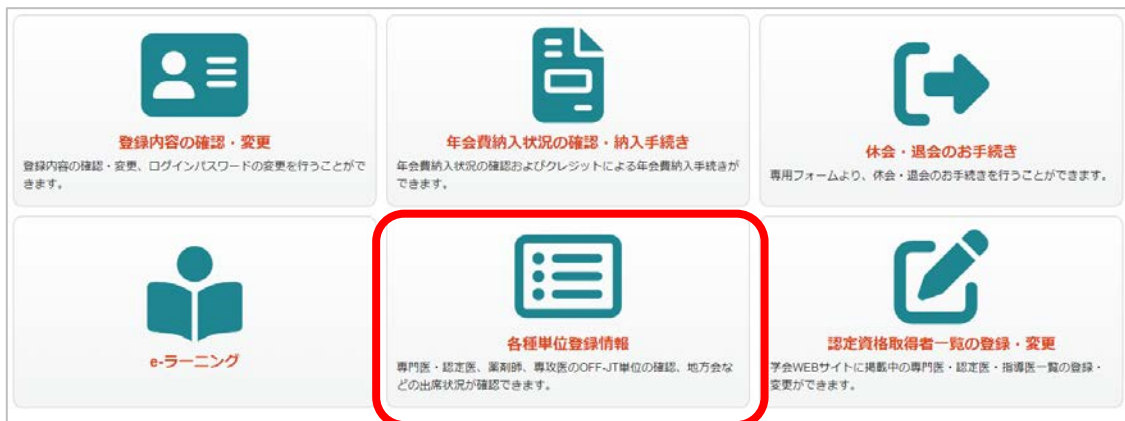 登録内容の確認・変更
登録内容の確認・変更、ログインパスワードの変更を行うことがで
きます。
年会費納入状況の確認・納入手続き
年会費納入状況の確認およびクレジットによる年会費納入手続きが
できます。
休会・退会のお手続き
専用フォームより、休会・退会のお手続きを行うことができます。
e-ラーニング
各種単位登録情報
専門医・認定医、薬剤師、専攻医のOFF-JT単位の確認、地方会な
どの出席状況が確認できます。
認定資格取得者一覧の登録・変更
学会WEBサイトに掲載中の専門医・認定医・指導医一覧の登録・
変更ができます。